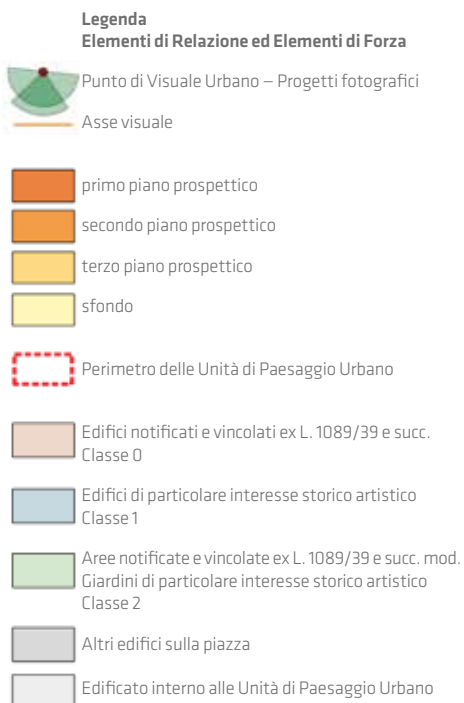 Legenda
Elementi di Relazione ed Elementi di Forza
Punto di Visuale Urbano – Progetti fotografici
Asse visuale
primo piano prospettico
secondo piano prospettico
terzo piano prospettico
sfondo
Perimetro delle Unità di Paesaggio Urbano
Edifici notificati e vincolati ex L. 1089/39 e succ.
Classe 0
Edifici di particolare interesse storico artistico
Classe 1
Aree notificate e vincolate ex L. 1089/39 e succ. mod.
Giardini di particolare interesse storico artistico
Classe 2
Altri edifici sulla piazza
Edificato interno alle Unità di Paesaggio Urbano